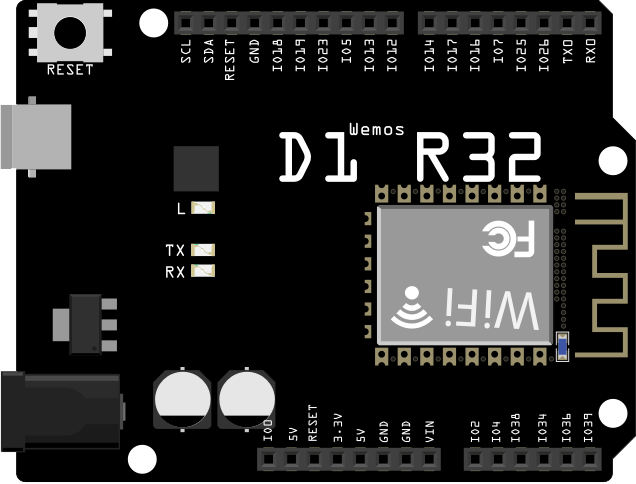 SCL SDA RESET GND IO18 IO19 IO23 IO5 IO13 IO12 IO14 IO17 IO16 IO7 IO25 IO26 TX0 RX0
RESET
Wemos
D1 R32
L
TX
RX
FC
WiFi
IO0 5V RESET 3.3V 5V GND GND VIN IO2 IO4 IO38 IO34 IO36 IO39